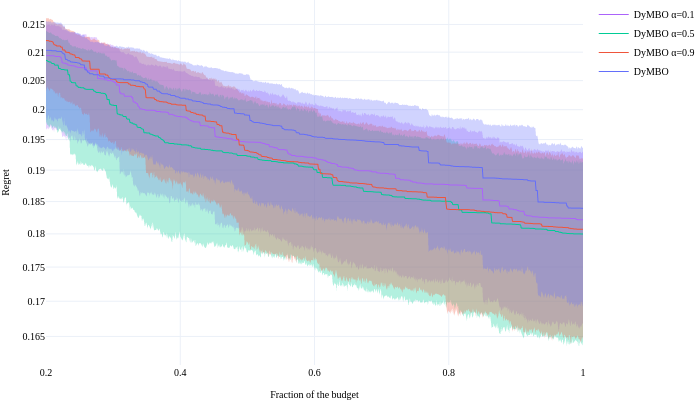 0.215
0.21
0.205
0.2
0.195
0.19
0.185
0.18
0.175
0.17
0.165
Regret
0.2 0.4 0.6 0.8 1
Fraction of the budget
DyMBO α=0.1
DyMBO α=0.5
DyMBO α=0.9
DyMBO